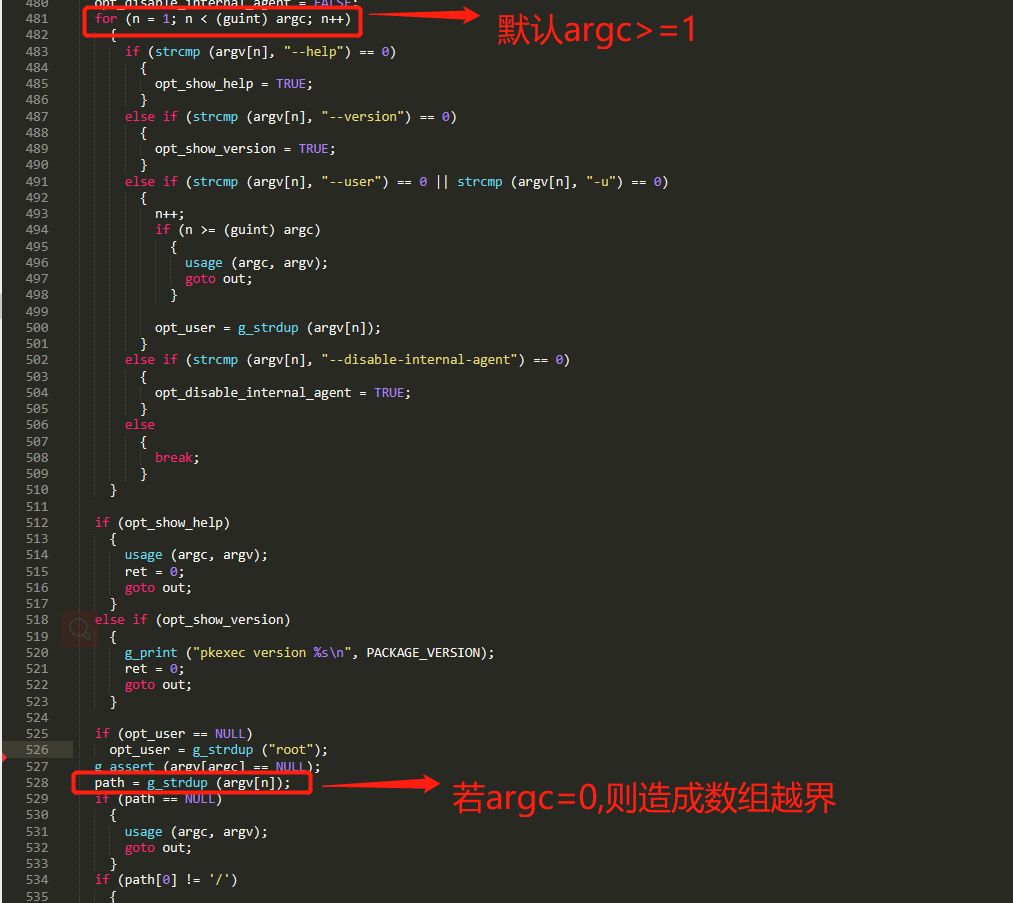 480 opt_disable_internal_agent = FALSE;
481 for (n = 1; n < (guint) argc; n++)
默认argc>=1
482 {
483 if (strcmp (argv[n], "--help") == 0)
484 {
485 opt_show_help = TRUE;
486 }
487 else if (strcmp (argv[n], "--version") == 0)
488 {
489 opt_show_version = TRUE;
490 }
491 else if (strcmp (argv[n], "--user") == 0 || strcmp (argv[n], "-u") == 0)
492 {
493 n++;
494 if (n >= (guint) argc)
495 {
496 usage (argc, argv);
497 goto out;
498 }
499
500 opt_user = g_strdup (argv[n]);
501 }
502 else if (strcmp (argv[n], "--disable-internal-agent") == 0)
503 {
504 opt_disable_internal_agent = TRUE;
505 }
506 else
507 {
508 break;
509 }
510 }
511
512 if (opt_show_help)
513 {
514 usage (argc, argv);
515 ret = 0;
516 goto out;
517 }
518 else if (opt_show_version)
519 {
520 g_print ("pkexec version %s\n", PACKAGE_VERSION);
521 ret = 0;
522 goto out;
523 }
524
525 if (opt_user == NULL)
526 opt_user = g_strdup ("root");
527 g_assert (argv[argc] == NULL);
528 path = g_strdup (argv[n]);
若argc=0,则造成数组越界
529 if (path == NULL)
530 {
531 usage (argc, argv);
532 goto out;
533 }
534 if (path[0] != '/')
535 {